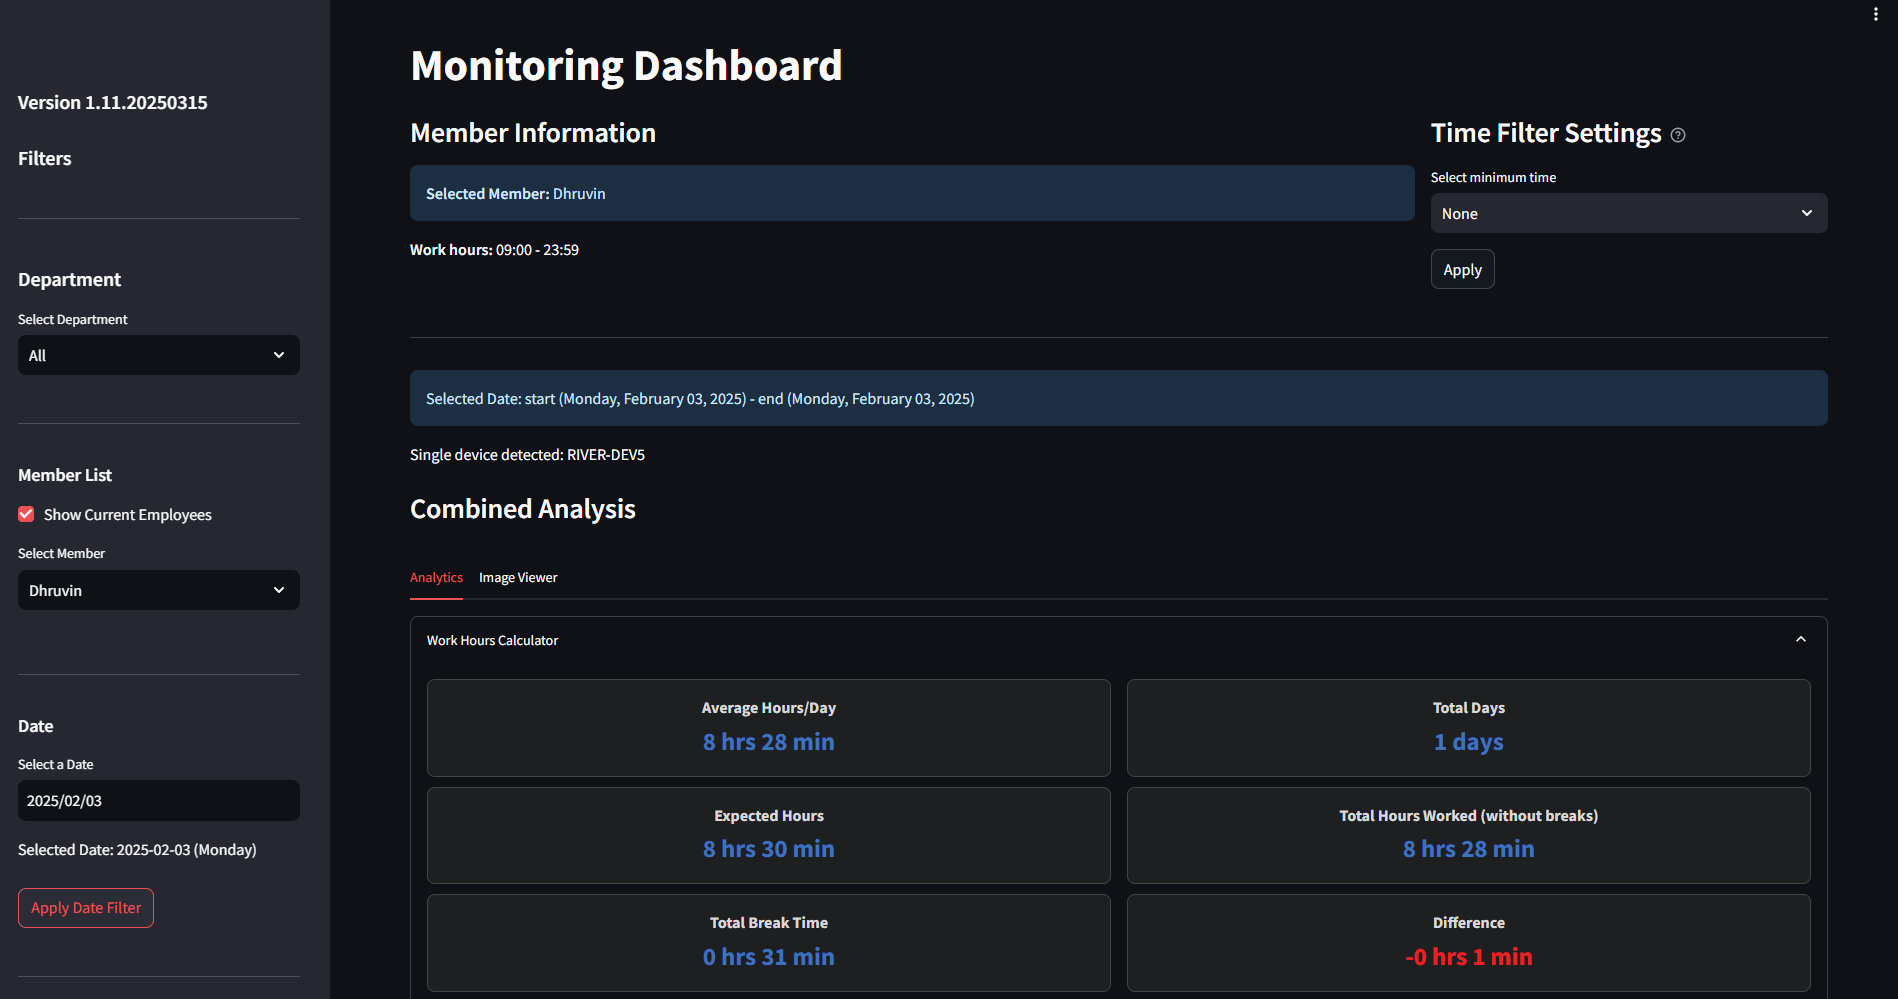 Version 1.11.20250315
Filters
Department
Select Department
All
Member List
Show Current Employees
Select Member
Dhruvin
Date
Select a Date
2025/02/03
Selected Date: 2025-02-03 (Monday)
Apply Date Filter
Monitoring Dashboard
Member Information
Selected Member: Dhruvin
Work hours: 09:00 - 23:59
Time Filter Settings
Select minimum time
None
Apply
Selected Date: start (Monday, February 03, 2025) - end (Monday, February 03, 2025)
Single device detected: RIVER-DEV5
Combined Analysis
Analytics
Image Viewer
Work Hours Calculator
Average Hours/Day
8 hrs 28 min
Total Days
1 days
Expected Hours
8 hrs 30 min
Total Hours Worked (without breaks)
8 hrs 28 min
Total Break Time
0 hrs 31 min
Difference
-0 hrs 1 min